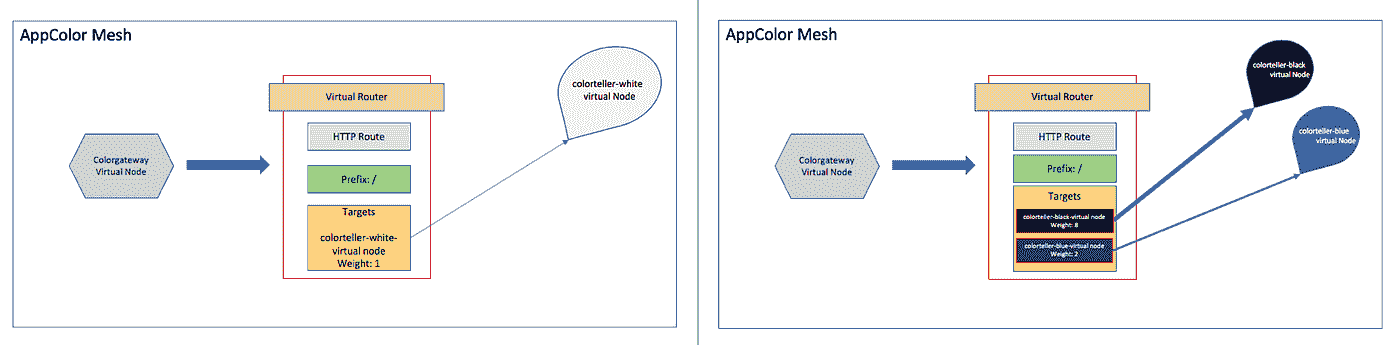 AppColor Mesh
colorteller-white
virtual Node
Virtual Router
HTTP Route
Colorgateway
Virtual Node
Prefix: /
Targets
colorteller-white-
virtual node
Weight: 1
AppColor Mesh
colorteller-black
virtual Node
Virtual Router
colorteller-blue
virtual Node
HTTP Route
Colorgateway
Virtual Node
Prefix: /
Targets
colorteller-black-virtual node
Weight: 8
colorteller-blue-virtual node
Weight: 2